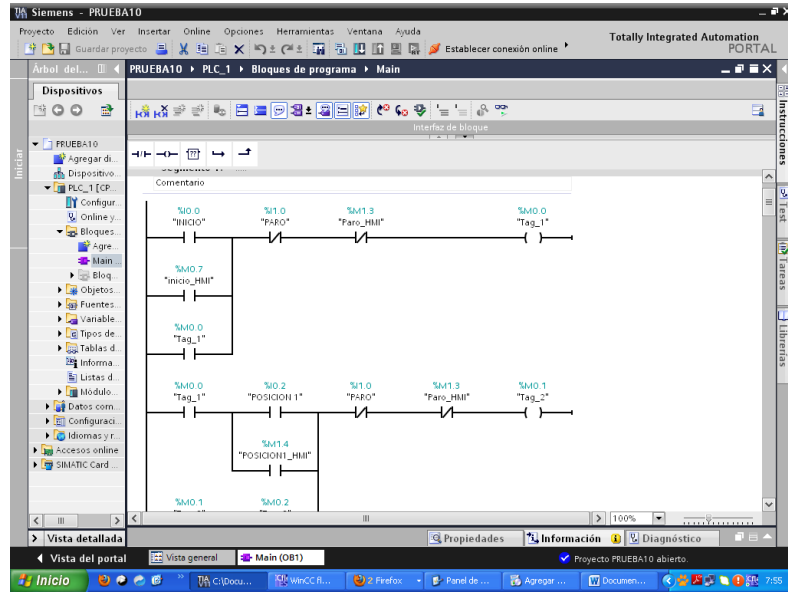 Siemens - PRUEBA10
Proyecto Edición Ver Insertar Online Opciones Herramientas Ventana Ayuda
Totally Integrated Automation
PORTAL
Guardar proyecto
Establecer conexión online
Árbol del...
PRUEBA10 Main PLC_1 Bloques de programa Main
Dispositivos
Interfaz de bloque
PRUEBA10
Agregar di...
Dispositivo...
PLC_1 [CP...
Configur...
Online y...
Bloques...
Agre...
Main...
Bloq...
Objetos...
Fuentes...
Variable...
Tipos de...
Tablas d...
Informa...
Listas d...
Módulo...
Datos com...
Configuraci...
Idiomas y r...
Accesos online
SIMATIC Card ...
Comentario
%I0.0 %I1.0 %M1.3 %M0.0
"INICIO" "PARO" "Paro_HMI" "Tag_1"
%M0.7
"inicio_HMI"
%M0.0
"Tag_1"
%M0.0 %I0.2 %I1.0 %M1.3 %M0.1
"Tag_1" "POSICION 1" "PARO" "Paro_HMI" "Tag_2"
%M1.4
"POSICION1_HMI"
%M0.1 %M0.2
100%
Iniciar
Instrucciones
Test
Tareas
Librerías
Vista detallada
Propiedades Información Diagnóstico
Vista del portal Vista general Main (OB1)
Proyecto PRUEBA10 abierto.
Inicio C:\Docu... WinCC fl... 2 Firefox Panel de ... Agregar ... Documen... 7:55